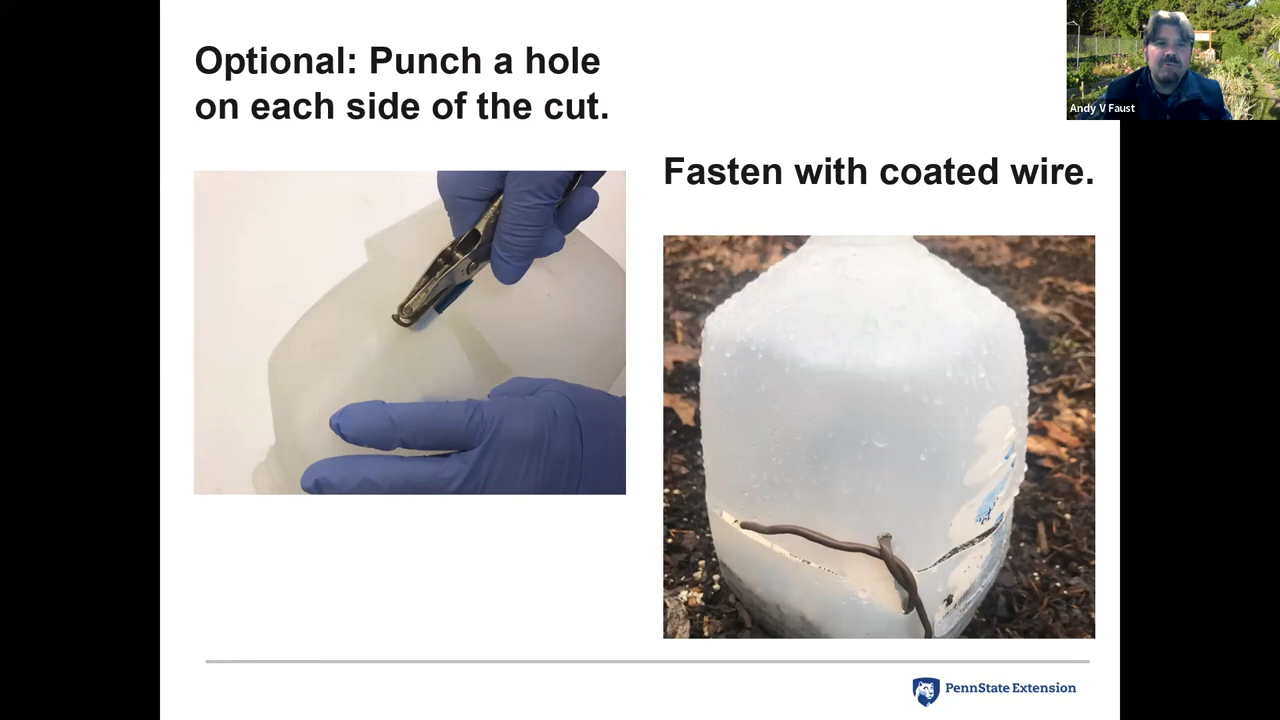 Optional: Punch a hole
on each side of the cut.
Andy V Faust
Fasten with coated wire.
PennState Extension